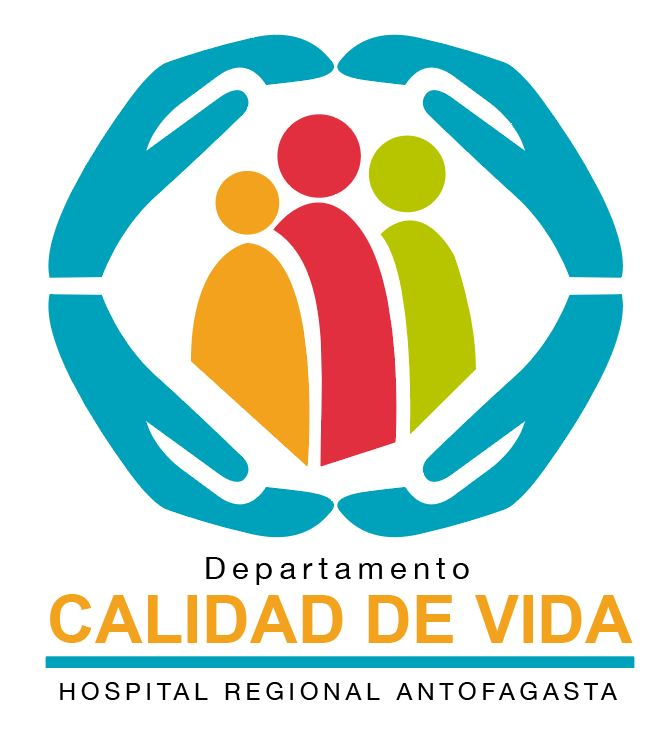 Departamento
CALIDAD DE VIDA
HOSPITAL REGIONAL ANTOFAGASTA